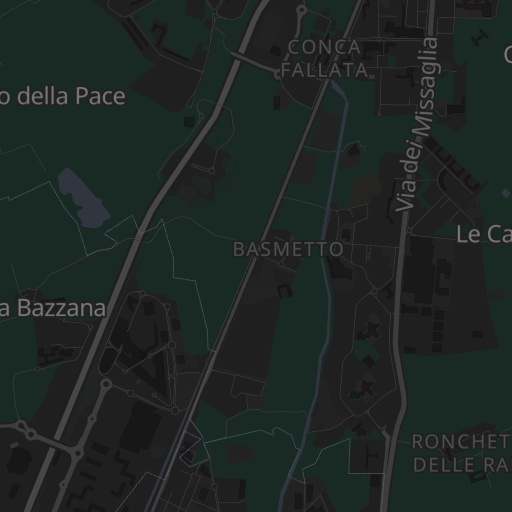 CONCA
FALLATA
o della Pace
Via dei Missaglia
Le Ca
BASMETTO
a Bazzana
RONCHET
DELLE RA